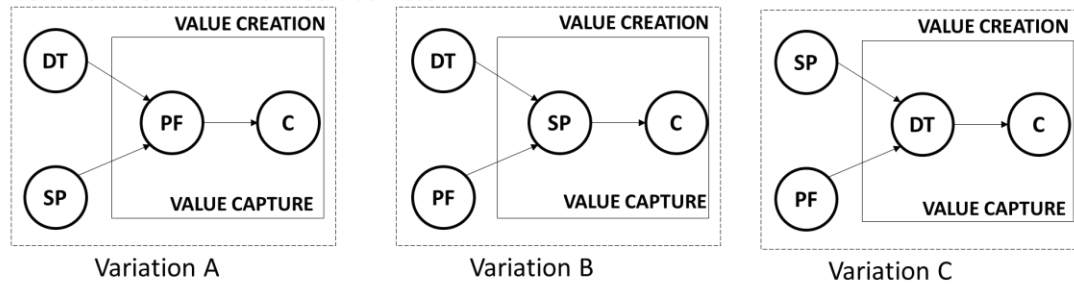 VALUE CREATION
DT
PF
C
SP
VALUE CAPTURE
Variation A
VALUE CREATION
DT
SP
C
PF
VALUE CAPTURE
Variation B
VALUE CREATION
SP
DT
C
PF
VALUE CAPTURE
Variation C